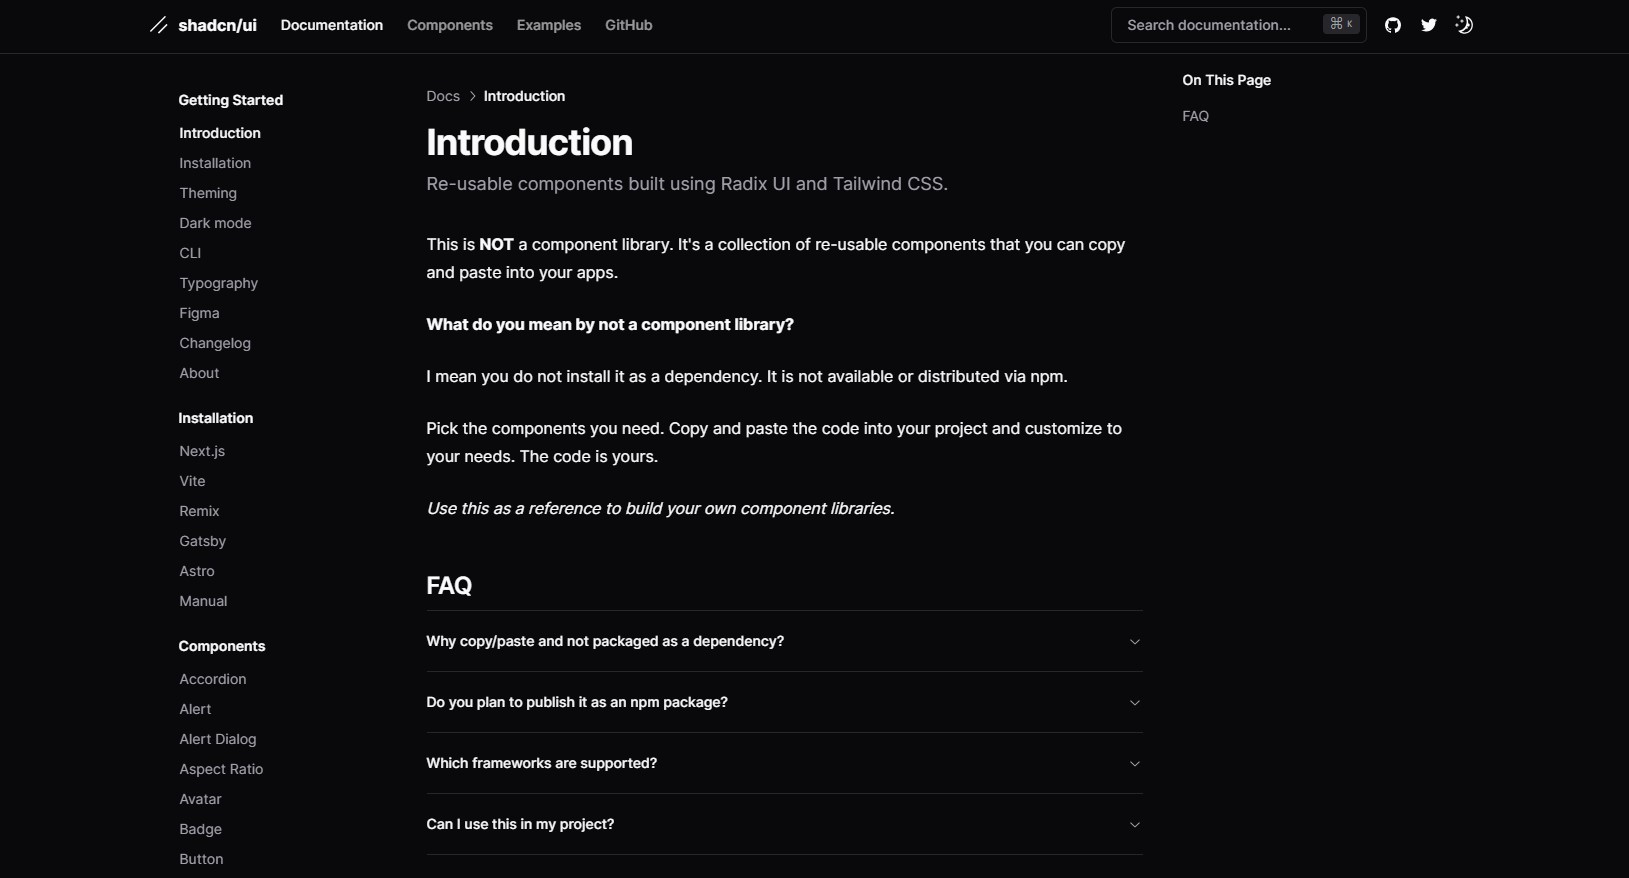 shadcn/ui Documentation Components Examples GitHub Search documentation... ⌘ K
Getting Started
Introduction
Installation
Theming
Dark mode
CLI
Typography
Figma
Changelog
About
Installation
Next.js
Vite
Remix
Gatsby
Astro
Manual
Components
Accordion
Alert
Alert Dialog
Aspect Ratio
Avatar
Badge
Button
Docs > Introduction
Introduction
Re-usable components built using Radix UI and Tailwind CSS.
This is NOT a component library. It's a collection of re-usable components that you can copy
and paste into your apps.
What do you mean by not a component library?
I mean you do not install it as a dependency. It is not available or distributed via npm.
Pick the components you need. Copy and paste the code into your project and customize to
your needs. The code is yours.
Use this as a reference to build your own component libraries.
FAQ
Why copy/paste and not packaged as a dependency?
Do you plan to publish it as an npm package?
Which frameworks are supported?
Can I use this in my project?
On This Page
FAQ